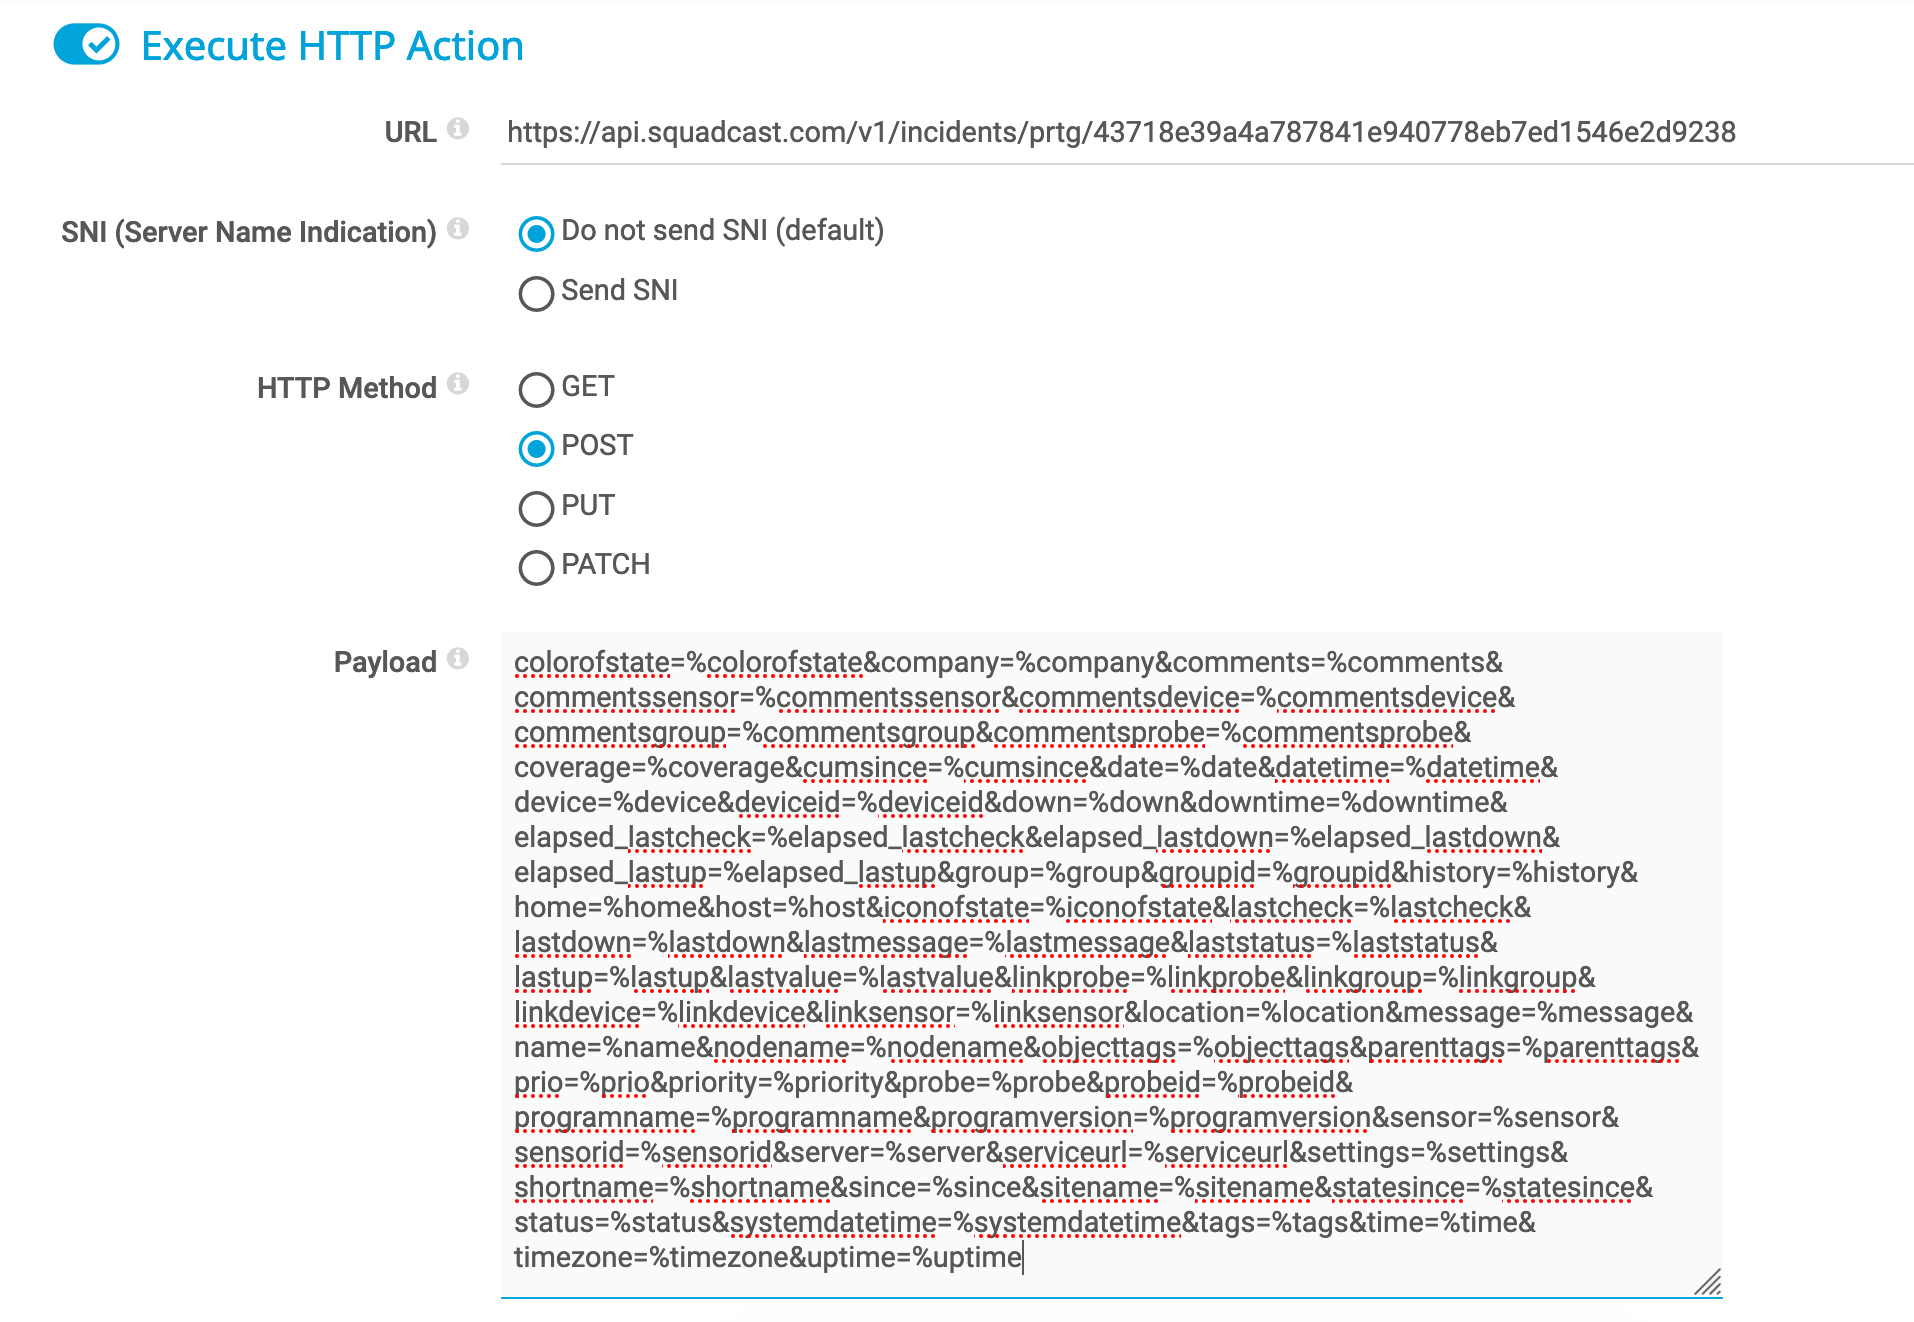 Execute HTTP Action
URL
https://api.squadcast.com/v1/incidents/prtg/43718e39a4a787841e940778eb7ed1546e2d9238
SNI (Server Name Indication)
Do not send SNI (default)
Send SNI
HTTP Method
GET
POST
PUT
PATCH
Payload
colorofstate=%colorofstate&company=%company&comments=%comments&
commentssensor=%commentssensor&commentsdevice=%commentsdevice&
commentsgroup=%commentsgroup&commentsprobe=%commentsprobe&
coverage=%coverage&cumsince=%cumsince&date=%date&datetime=%datetime&
device=%device&deviceid=%deviceid&down=%down&downtime=%downtime&
elapsed_lastcheck=%elapsed_lastcheck&elapsed_lastdown=%elapsed_lastdown&
elapsed_lastup=%elapsed_lastup&group=%group&groupid=%groupid&history=%history&
home=%home&host=%host&iconofstate=%iconofstate&lastcheck=%lastcheck&
lastdown=%lastdown&lastmessage=%lastmessage&laststatus=%laststatus&
lastup=%lastup&lastvalue=%lastvalue&linkprobe=%linkprobe&linkgroup=%linkgroup&
linkdevice=%linkdevice&linksensor=%linksensor&location=%location&message=%message&
name=%name&nodename=%nodename&objecttags=%objecttags&parenttags=%parenttags&
prio=%prio&priority=%priority&probe=%probe&probeid=%probeid&
programname=%programname&programversion=%programversion&sensor=%sensor&
sensorid=%sensorid&server=%server&serviceurl=%serviceurl&settings=%settings&
shortname=%shortname&since=%since&sitename=%sitename&statesince=%statesince&
status=%status&systemdatetime=%systemdatetime&tags=%tags&time=%time&
timezone=%timezone&uptime=%uptime